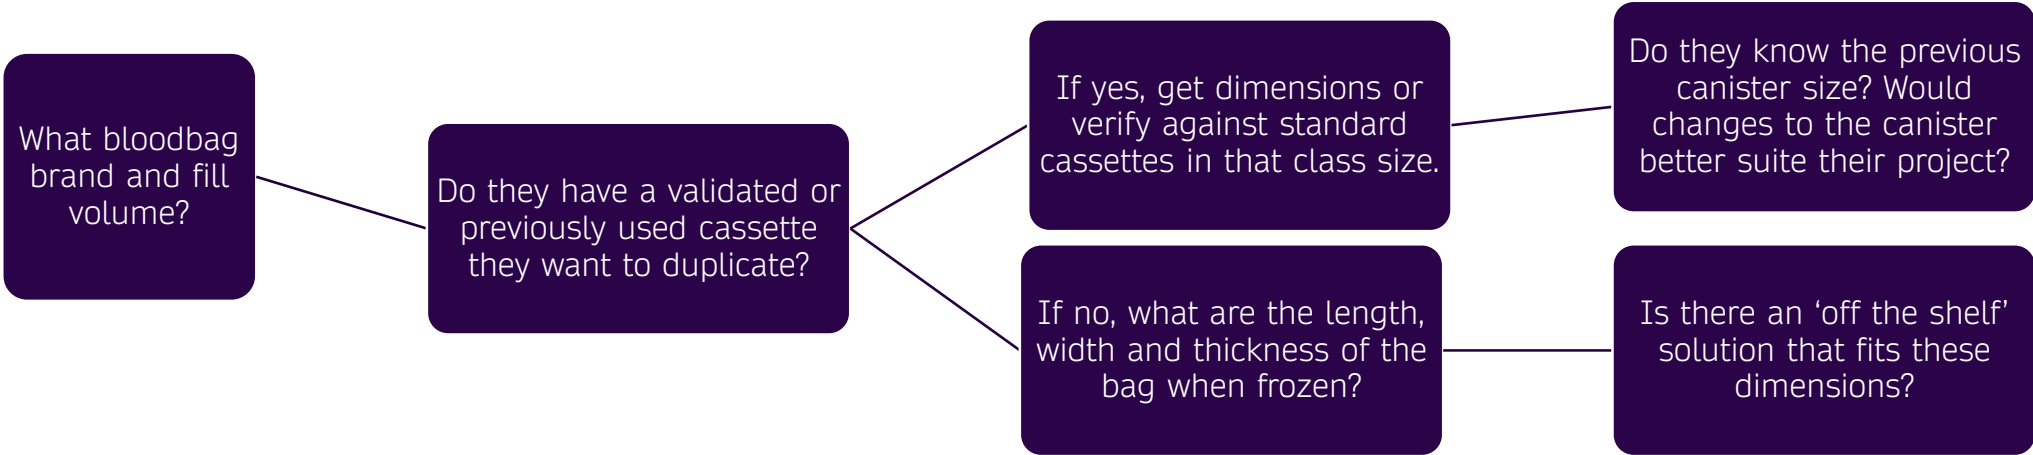 What bloodbag
brand and fill
volume?
Do they have a validated or
previously used cassette
they want to duplicate?
If yes, get dimensions or
verify against standard
cassettes in that class size.
Do they know the previous
canister size? Would
changes to the canister
better suite their project?
If no, what are the length,
width and thickness of the
bag when frozen?
Is there an ‘off the shelf’
solution that fits these
dimensions?